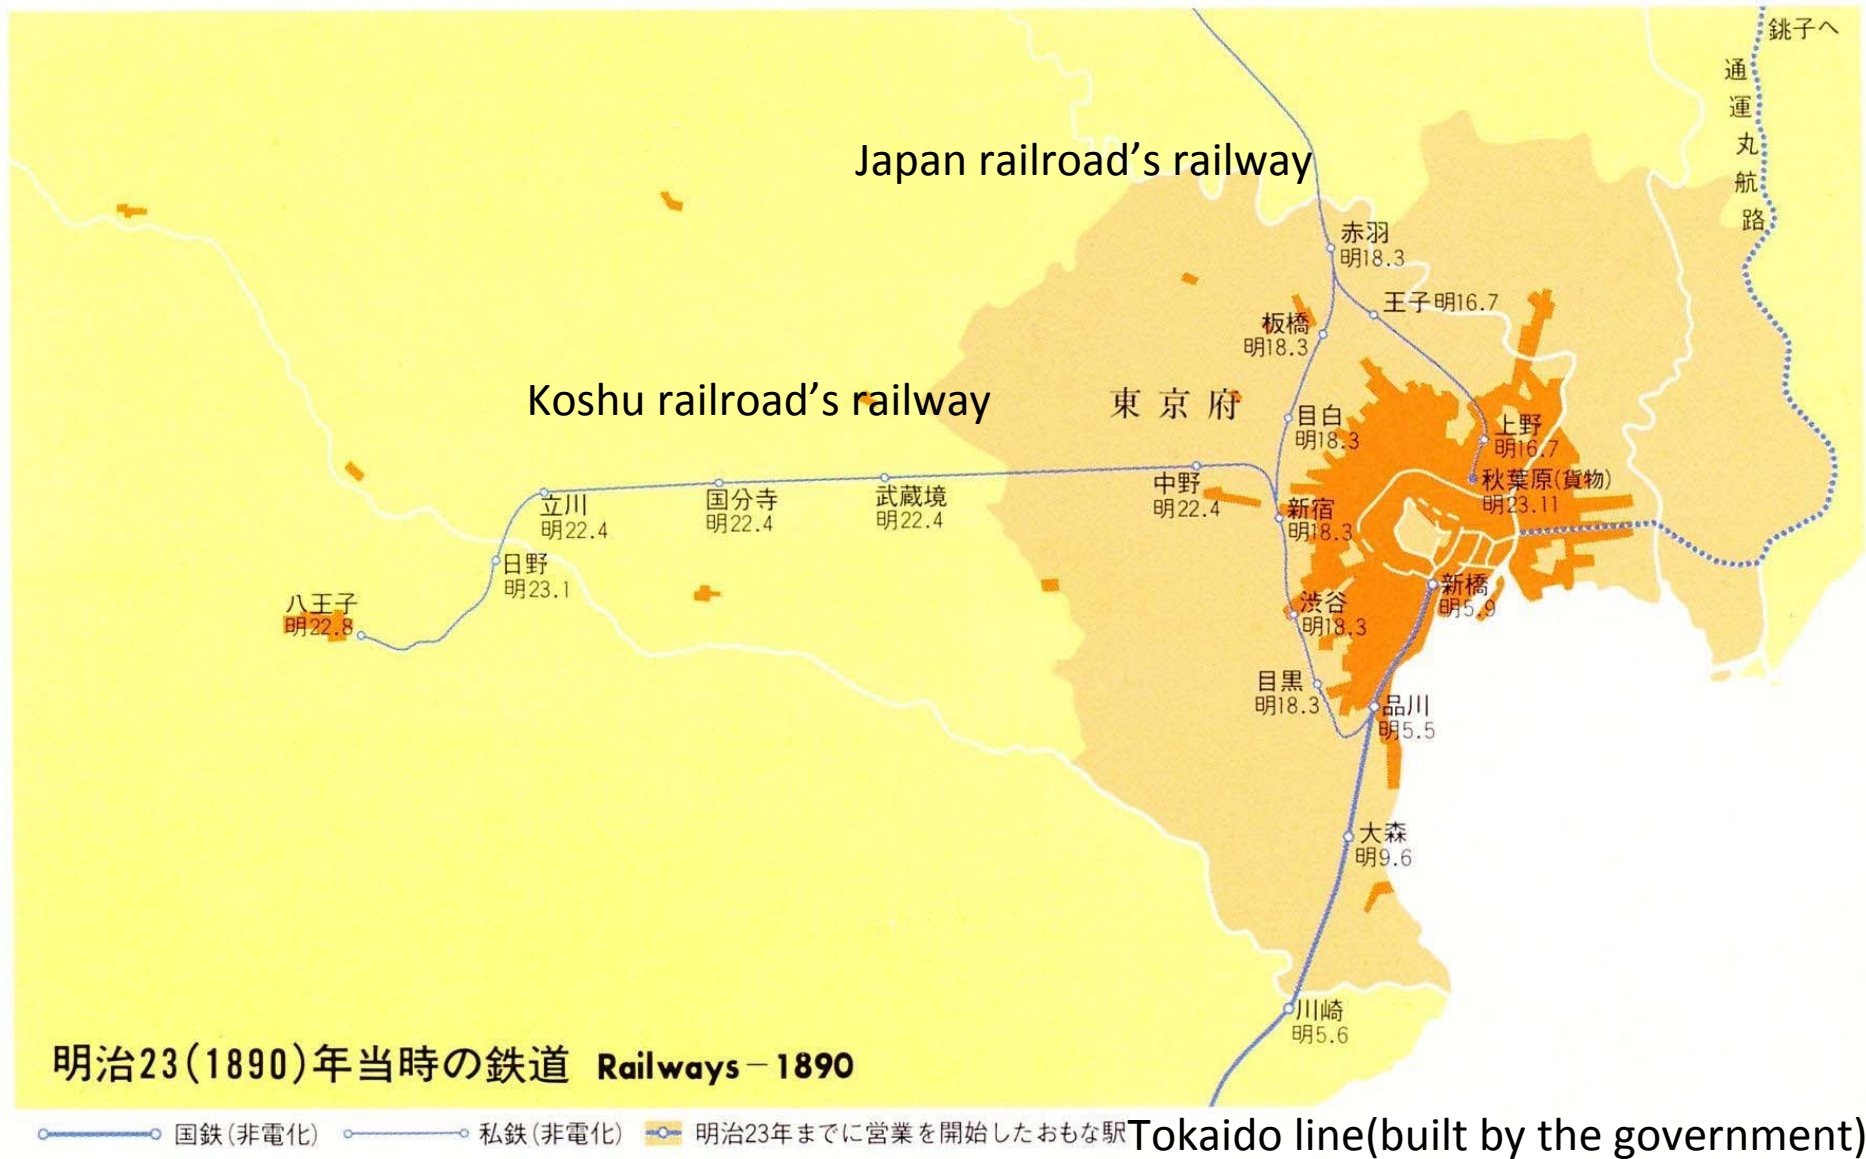 銚子へ
通運丸航路
Japan railroad's railway
赤羽
明18.3
王子明16.7
板橋
明18.3
Koshu railroad's railway
東京府
目白
明18.3
上野
明16.7
秋葉原(貨物)
明23.11
中野
明22.4
新宿
明18.3
武蔵境
明22.4
国分寺
明22.4
立川
明22.4
日野
明23.1
八王子
明22.8
新橋
明5.9
渋谷
明18.3
目黒
明18.3
品川
明5.5
大森
明9.6
川崎
明5.6
明治23(1890)年当時の鉄道 Railways－1890
国鉄(非電化)
私鉄(非電化)
明治23年までに営業を開始したおもな駅
Tokaido line(built by the government)